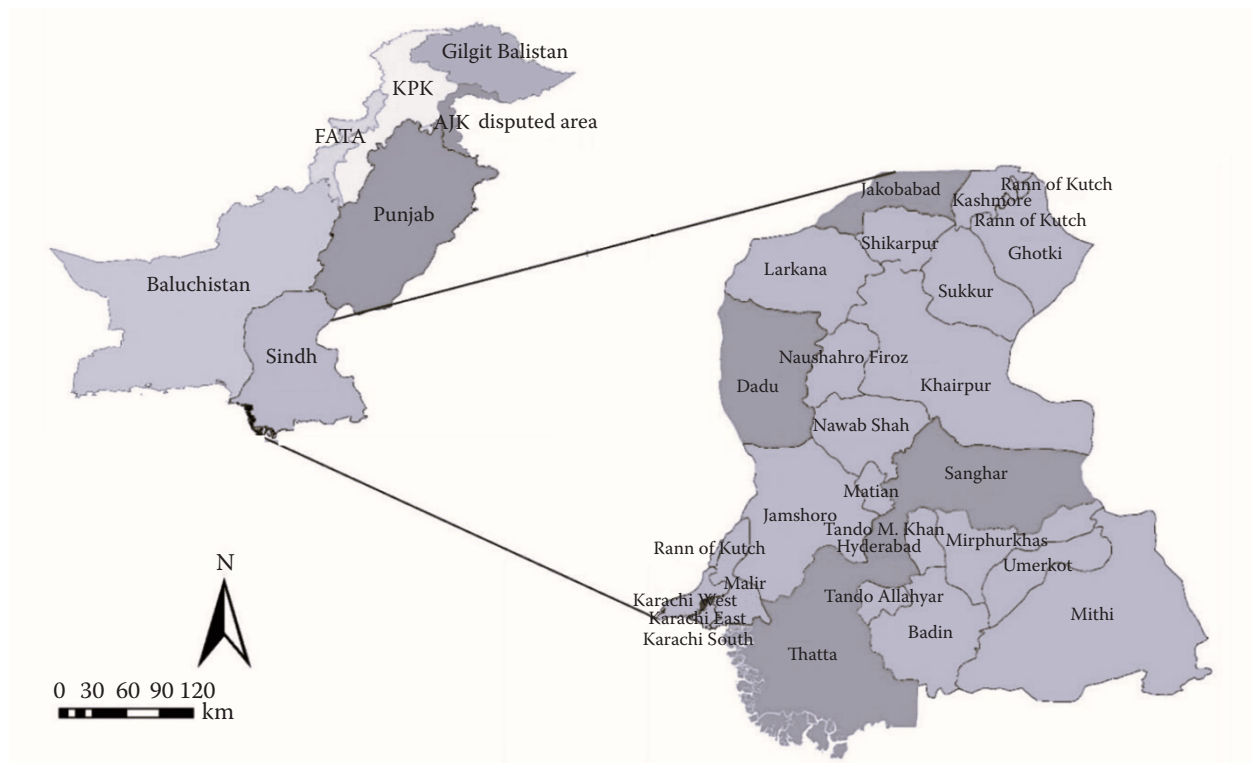 Gilgit Balistan
KPK
AJK disputed area
FATA
Punjab
Baluchistan
Sindh
Jakobabad
Rann of Kutch
Kashmore
Rann of Kutch
Shikarpur
Ghotki
Larkana
Sukkur
Naushahro Firoz
Dadu
Khairpur
Nawab Shah
Sanghar
Matian
Jamshoro
Tando M. Khan
Mirphurkhas
Hyderabad
Rann of Kutch
Umerkot
Malir
Tando Allahyar
Karachi West
Mithi
Karachi East
Badin
Karachi South
Thatta
N
0 30 60 90 120
km